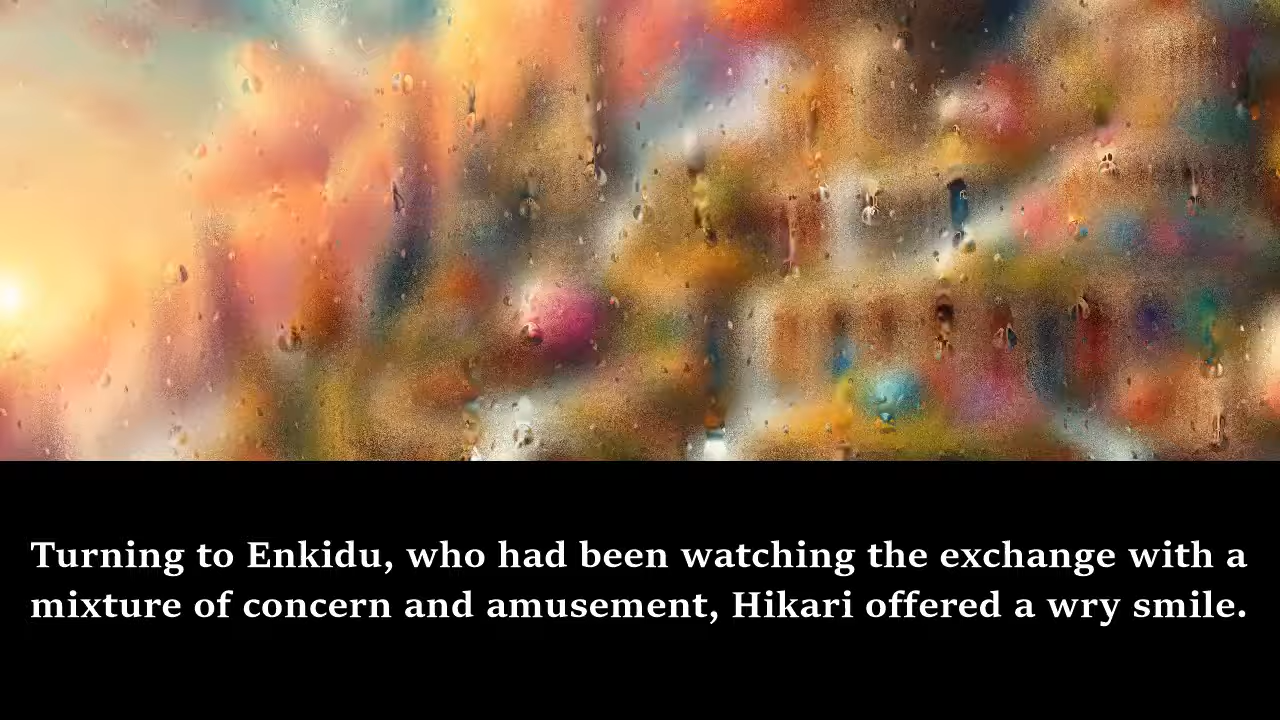 Turning to Enkidu, who had been watching the exchange with a
mixture of concern and amusement, Hikari offered a wry smile.